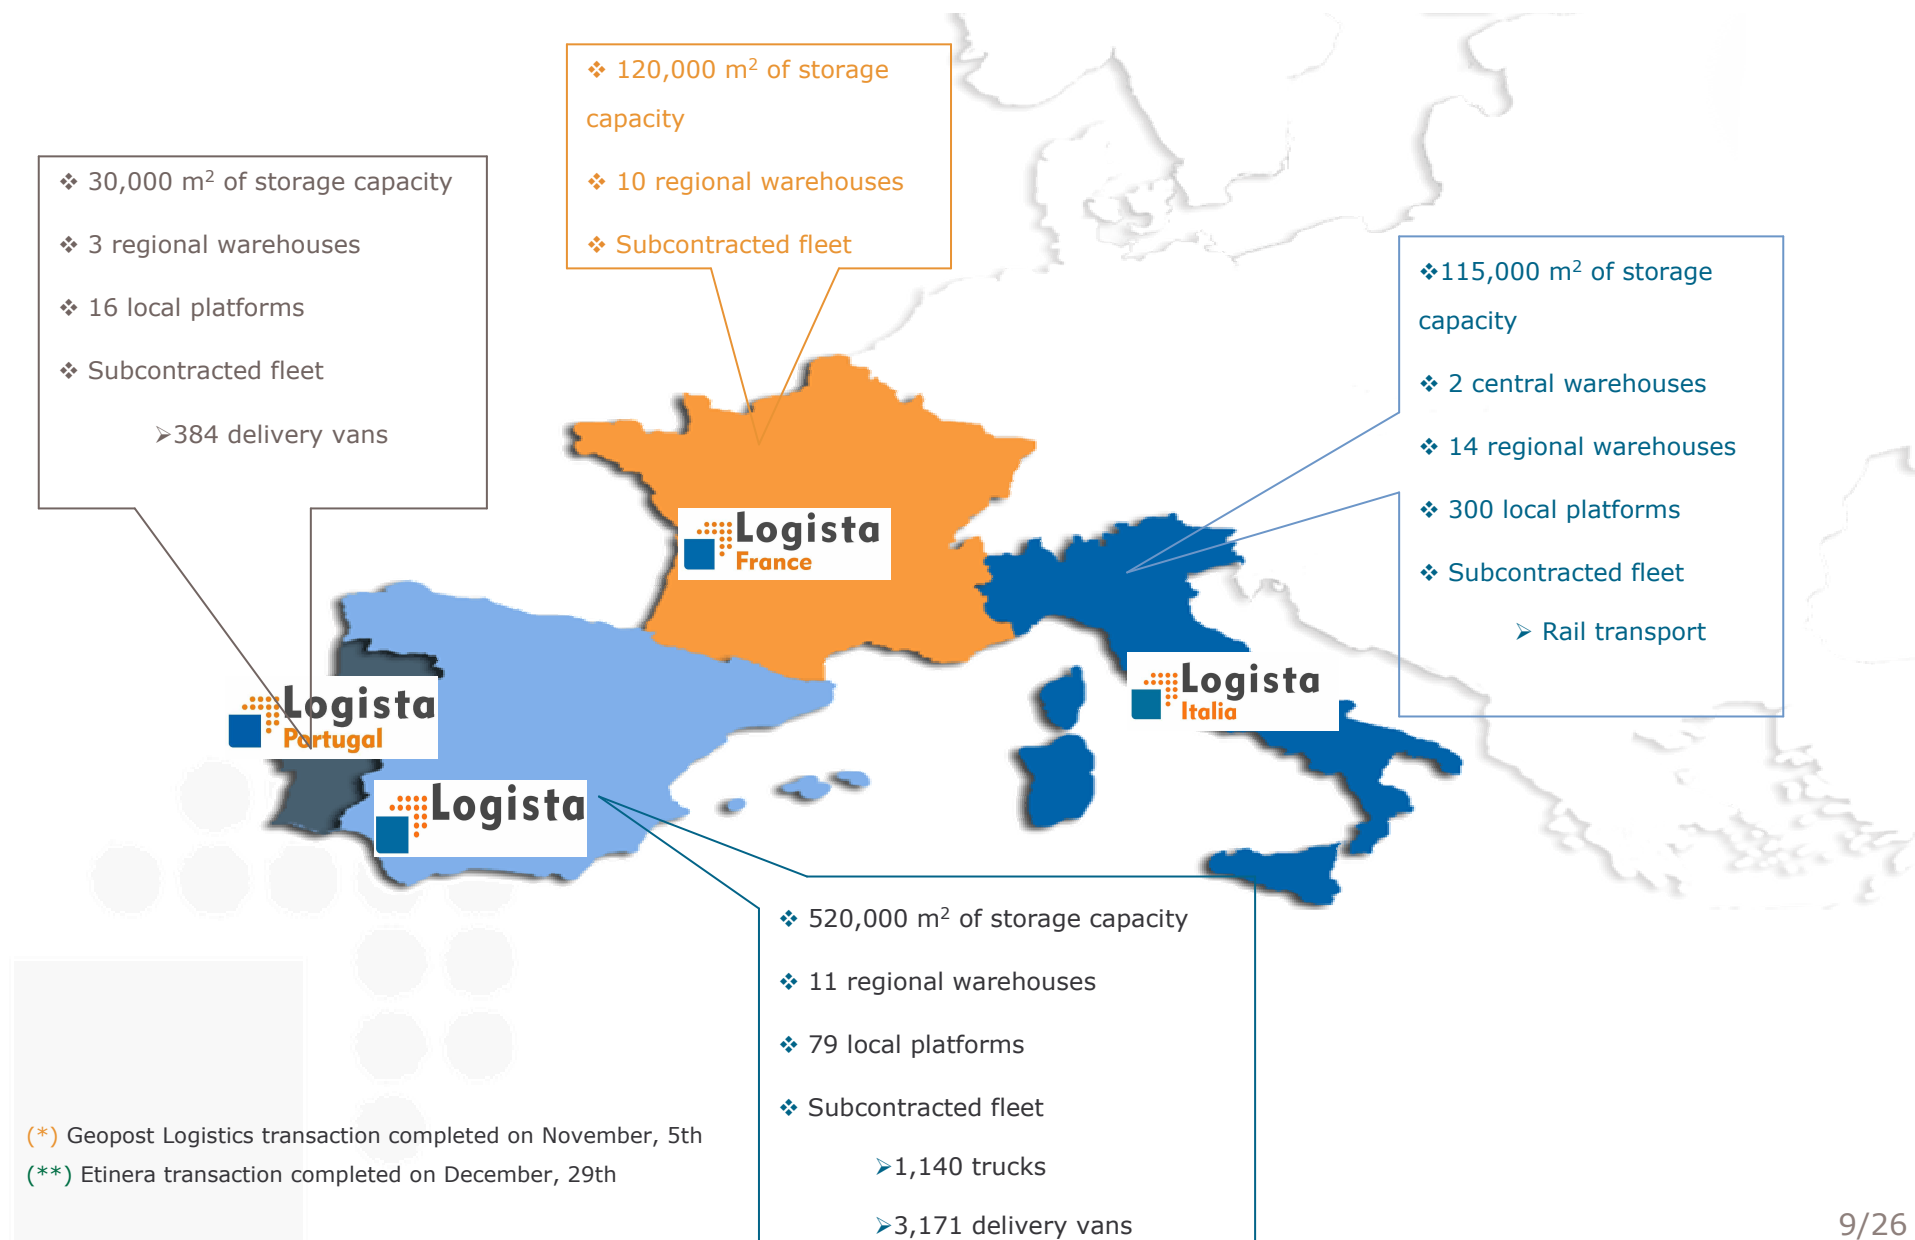 ❖ 120,000 m² of storage
capacity
❖ 10 regional warehouses
❖ Subcontracted fleet
❖ 30,000 m² of storage capacity
❖ 3 regional warehouses
❖ 16 local platforms
❖ Subcontracted fleet
➢384 delivery vans
❖115,000 m² of storage
capacity
❖ 2 central warehouses
❖ 14 regional warehouses
❖ 300 local platforms
❖ Subcontracted fleet
➢ Rail transport
Logista
France
Logista
Italia
Logista
Portugal
Logista
❖ 520,000 m² of storage capacity
❖ 11 regional warehouses
❖ 79 local platforms
❖ Subcontracted fleet
➢1,140 trucks
➢3,171 delivery vans
(*) Geopost Logistics transaction completed on November, 5th
(**) Etinera transaction completed on December, 29th
9/26